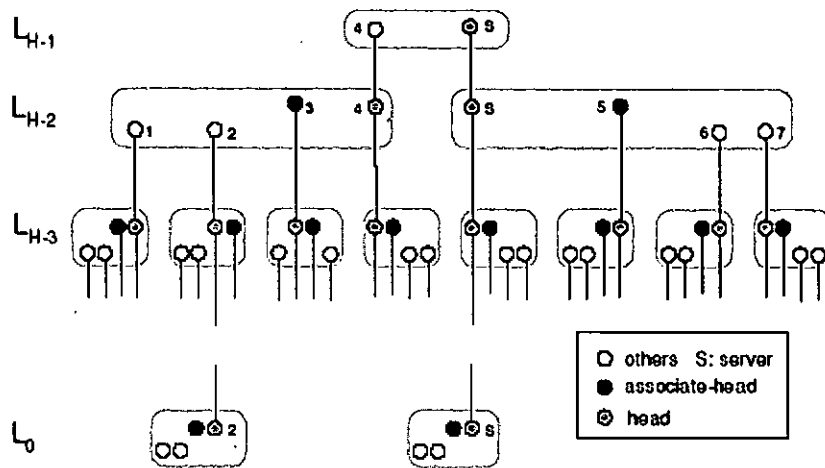 L_{H-1} 4 S
L_{H-2} 3 4 S 5
1 2 6 7
L_{H-3}
others S: server
associate-head
head
L_0 2 S